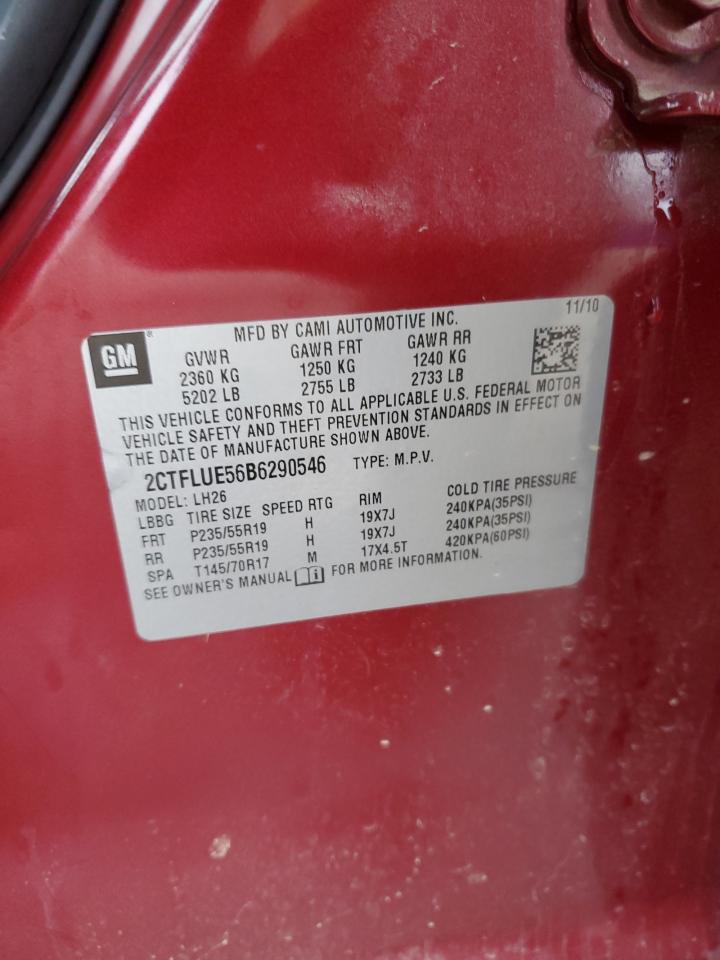 11/10
GM®
MFD BY CAMI AUTOMOTIVE INC.
GVWR GAWR FRT GAWR RR
2360 KG 1250 KG 1240 KG
5202 LB 2755 LB 2733 LB
THIS VEHICLE CONFORMS TO ALL APPLICABLE U.S. FEDERAL MOTOR
VEHICLE SAFETY AND THEFT PREVENTION STANDARDS IN EFFECT ON
THE DATE OF MANUFACTURE SHOWN ABOVE.
2CTFLUE56B6290546 TYPE: M.P.V.
MODEL: LH26
LBBG TIRE SIZE SPEED RTG RIM COLD TIRE PRESSURE
FRT P235/55R19 H 19X7J 240KPA(35PSI)
RR P235/55R19 H 19X7J 240KPA(35PSI)
SPA T145/70R17 M 17X4.5T 420KPA(60PSI)
SEE OWNER'S MANUAL i FOR MORE INFORMATION.